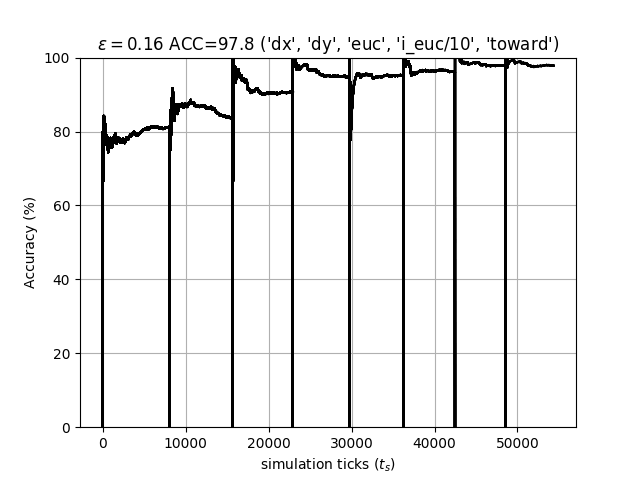 ε = 0.16 ACC=97.8 ('dx', 'dy', 'euc', 'i_euc/10', 'toward')
100
80
60
40
20
0
Accuracy (%)
0 10000 20000 30000 40000 50000
simulation ticks (tₛ)